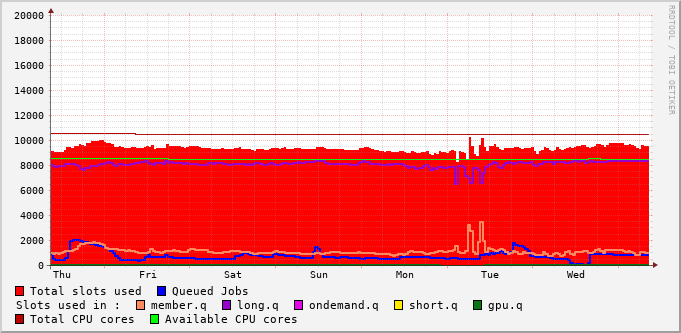 RRDTOOL / TOBI OETIKER
20000
18000
16000
14000
12000
10000
8000
6000
4000
2000
0
Thu Fri Sat Sun Mon Tue Wed
Total slots used Queued Jobs
Slots used in : member.q long.q ondemand.q short.q gpu.q
Total CPU cores Available CPU cores